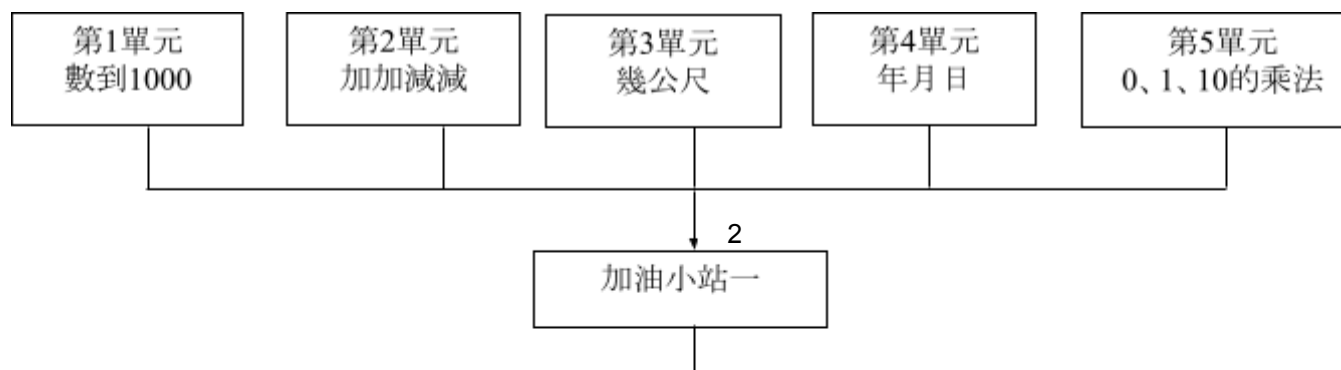 第1單元
數到1000
第2單元
加加減減
第3單元
幾公尺
第4單元
年月日
第5單元
0、1、10的乘法
2
加油小站一